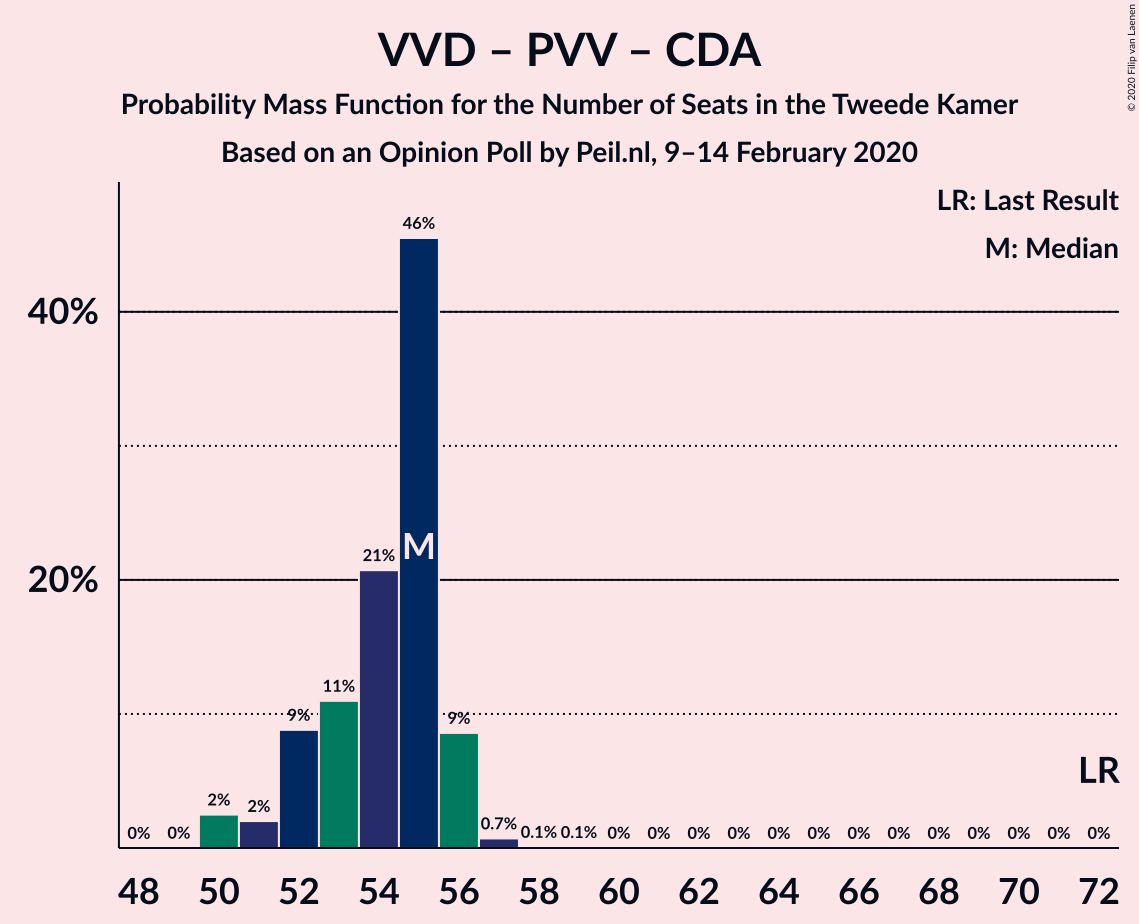 VVD – PVV – CDA
Probability Mass Function for the Number of Seats in the Tweede Kamer
Based on an Opinion Poll by Peil.nl, 9–14 February 2020
© 2020 Filip van Laenen
LR: Last Result
M: Median
40%
20%
0% 0% 2% 2% 9% 11% 21% 46% 9% 0.7% 0.1% 0.1% 0% 0% 0% 0% 0% 0% 0% 0% 0% 0% 0% 0% 0%
M
LR
48 50 52 54 56 58 60 62 64 66 68 70 72